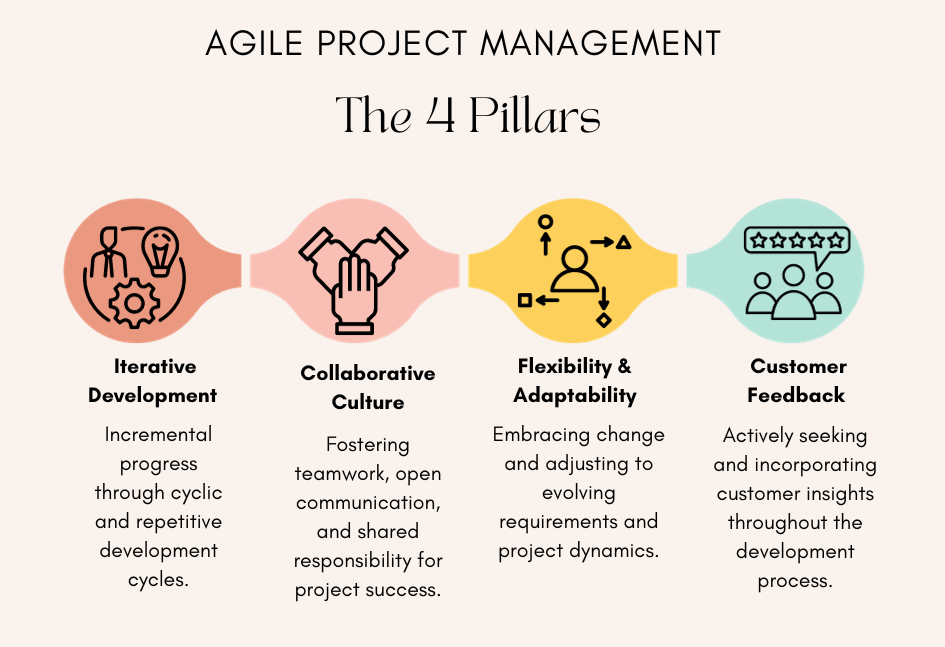 AGILE PROJECT MANAGEMENT
The 4 Pillars
Iterative
Development
Incremental
progress
through cyclic
and repetitive
development
cycles.
Collaborative
Culture
Fostering
teamwork, open
communication,
and shared
responsibility for
project success.
Flexibility &
Adaptability
Embracing change
and adjusting to
evolving
requirements and
project dynamics.
Customer
Feedback
Actively seeking
and incorporating
customer insights
throughout the
development
process.